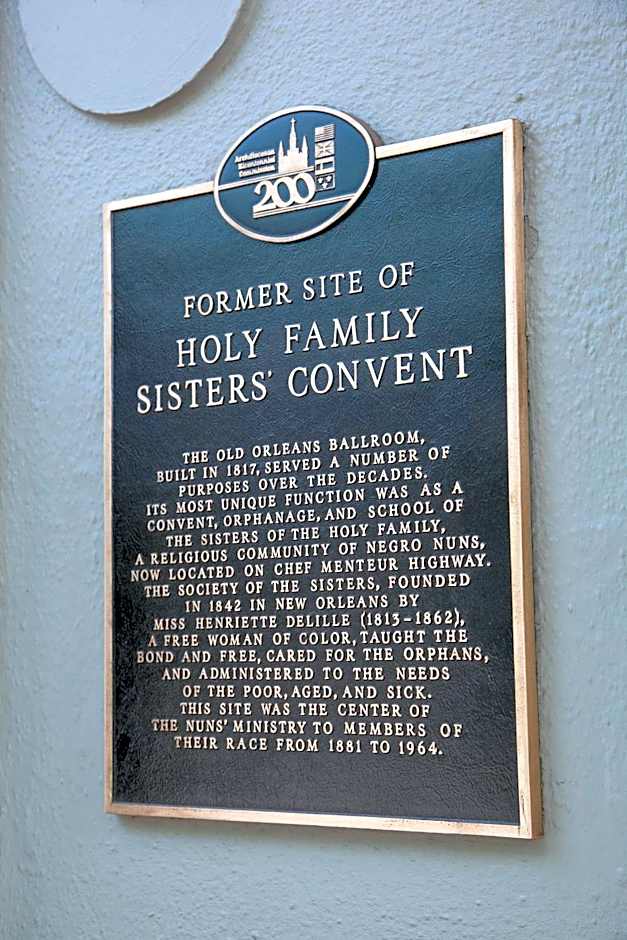 Archdiocesan
Bicentennial
Commission
200
FORMER SITE OF
HOLY FAMILY
SISTERS' CONVENT
THE OLD ORLEANS BALLROOM,
BUILT IN 1817, SERVED A NUMBER OF
PURPOSES OVER THE DECADES.
ITS MOST UNIQUE FUNCTION WAS AS A
CONVENT, ORPHANAGE, AND SCHOOL OF
THE SISTERS OF THE HOLY FAMILY,
A RELIGIOUS COMMUNITY OF NEGRO NUNS,
NOW LOCATED ON CHEF MENTEUR HIGHWAY.
THE SOCIETY OF THE SISTERS, FOUNDED
IN 1842 IN NEW ORLEANS BY
MISS HENRIETTE DELILLE (1813-1862),
A FREE WOMAN OF COLOR, TAUGHT THE
BOND AND FREE, CARED FOR THE ORPHANS,
AND ADMINISTERED TO THE NEEDS
OF THE POOR, AGED, AND SICK.
THIS SITE WAS THE CENTER OF
THE NUNS' MINISTRY TO MEMBERS OF
THEIR RACE FROM 1881 TO 1964.